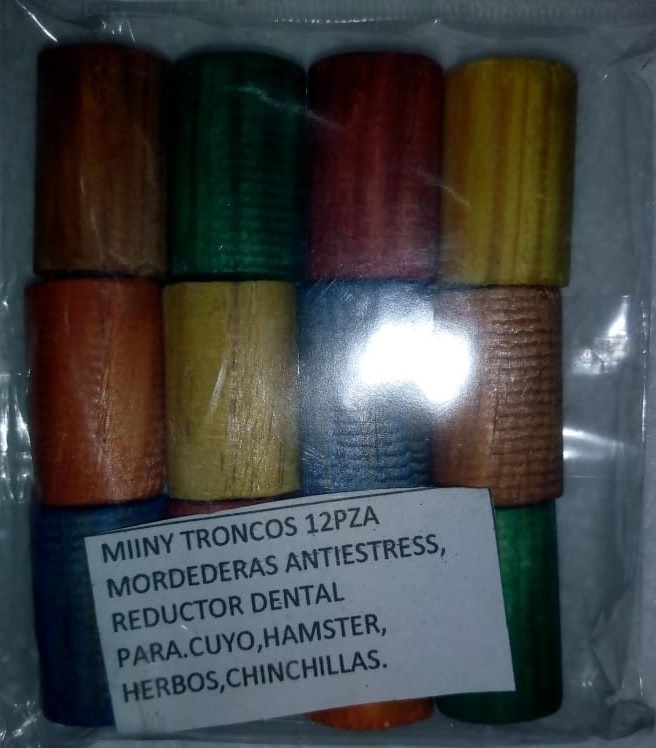 MIINY TRONCOS 12PZA
MORDEDERAS ANTIESTRESS,
REDUCTOR DENTAL
PARA.CUYO,HAMSTER,
HERBOS,CHINCHILLAS.